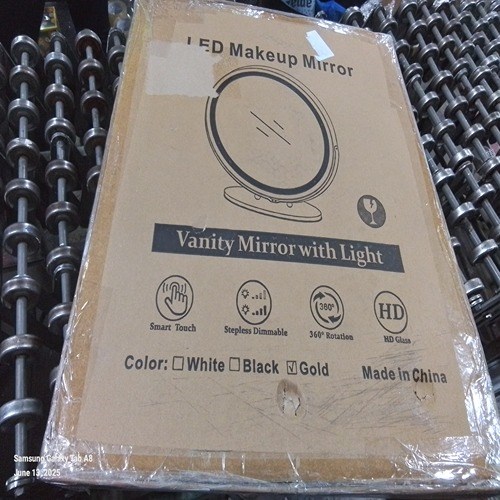 LED Makeup Mirror
Vanity Mirror with Light
Smart Touch
Stepless Dimmable
360°
360° Rotation
HD
HD Glass
Color: ☐White ☐Black ☑Gold
Made in China
Samsung Galaxy Tab A8
June 13, 2025